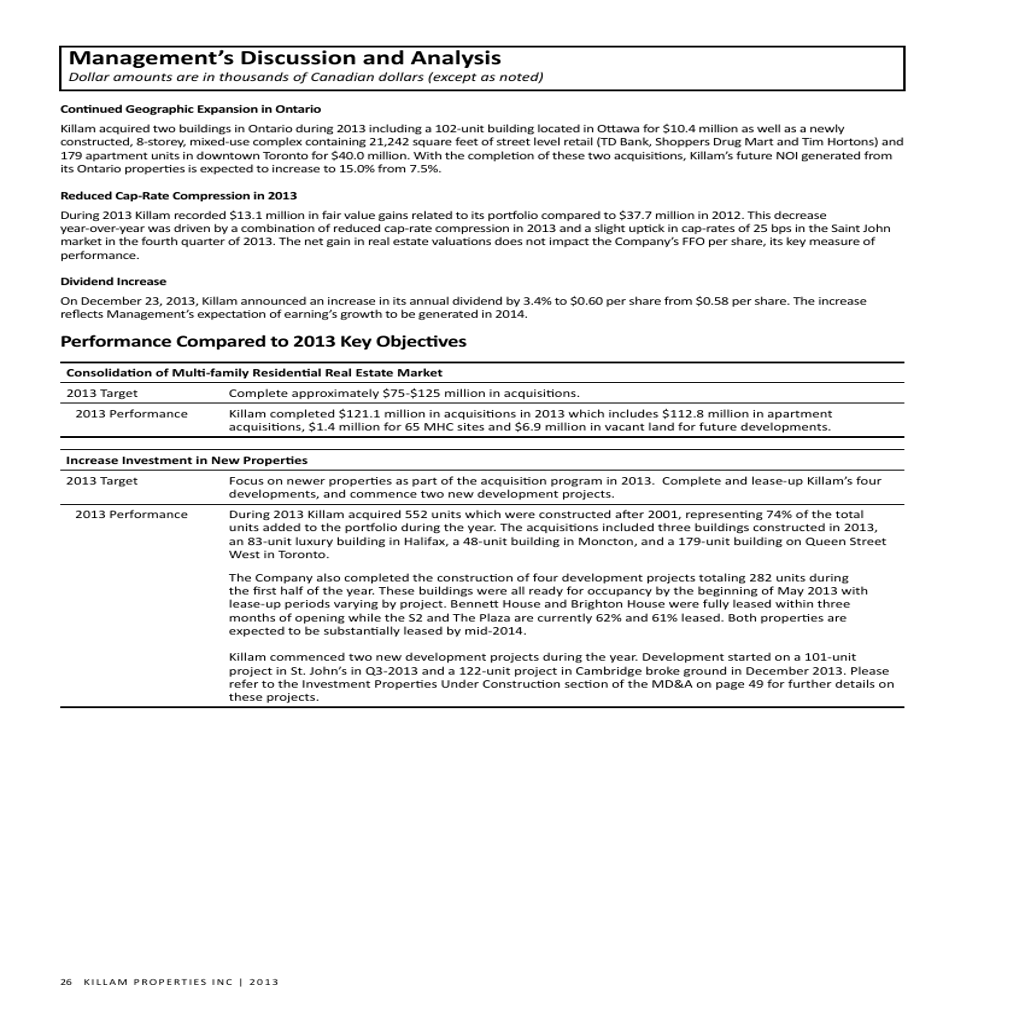 Management’s Discussion and Analysis
Dollar amounts are in thousands of Canadian dollars (except as noted)
Continued Geographic Expansion in Ontario
Killam acquired two buildings in Ontario during 2013 including a 102-unit building located in Ottawa for $10.4 million as well as a newly
constructed, 8-storey, mixed-use complex containing 21,242 square feet of street level retail (TD Bank, Shoppers Drug Mart and Tim Hortons) and
179 apartment units in downtown Toronto for $40.0 million. With the completion of these two acquisitions, Killam’s future NOI generated from
its Ontario properties is expected to increase to 15.0% from 7.5%.
Reduced Cap-Rate Compression in 2013
During 2013 Killam recorded $13.1 million in fair value gains related to its portfolio compared to $37.7 million in 2012. This decrease
year-over-year was driven by a combination of reduced cap-rate compression in 2013 and a slight uptick in cap-rates of 25 bps in the Saint John
market in the fourth quarter of 2013. The net gain in real estate valuations does not impact the Company’s FFO per share, its key measure of
performance.
Dividend Increase
On December 23, 2013, Killam announced an increase in its annual dividend by 3.4% to $0.60 per share from $0.58 per share. The increase
reflects Management’s expectation of earning’s growth to be generated in 2014.
Performance Compared to 2013 Key Objectives
Consolidation of Multi-family Residential Real Estate Market
2013 Target Complete approximately $75-$125 million in acquisitions.
2013 Performance Killam completed $121.1 million in acquisitions in 2013 which includes $112.8 million in apartment
acquisitions, $1.4 million for 65 MHC sites and $6.9 million in vacant land for future developments.
Increase Investment in New Properties
2013 Target Focus on newer properties as part of the acquisition program in 2013. Complete and lease-up Killam’s four
developments, and commence two new development projects.
2013 Performance During 2013 Killam acquired 552 units which were constructed after 2001, representing 74% of the total
units added to the portfolio during the year. The acquisitions included three buildings constructed in 2013,
an 83-unit luxury building in Halifax, a 48-unit building in Moncton, and a 179-unit building on Queen Street
West in Toronto.
The Company also completed the construction of four development projects totaling 282 units during
the first half of the year. These buildings were all ready for occupancy by the beginning of May 2013 with
lease-up periods varying by project. Bennett House and Brighton House were fully leased within three
months of opening while the S2 and The Plaza are currently 62% and 61% leased. Both properties are
expected to be substantially leased by mid-2014.
Killam commenced two new development projects during the year. Development started on a 101-unit
project in St. John’s in Q3-2013 and a 122-unit project in Cambridge broke ground in December 2013. Please
refer to the Investment Properties Under Construction section of the MD&A on page 49 for further details on
these projects.
26 KILLAM PROPERTIES INC | 2013